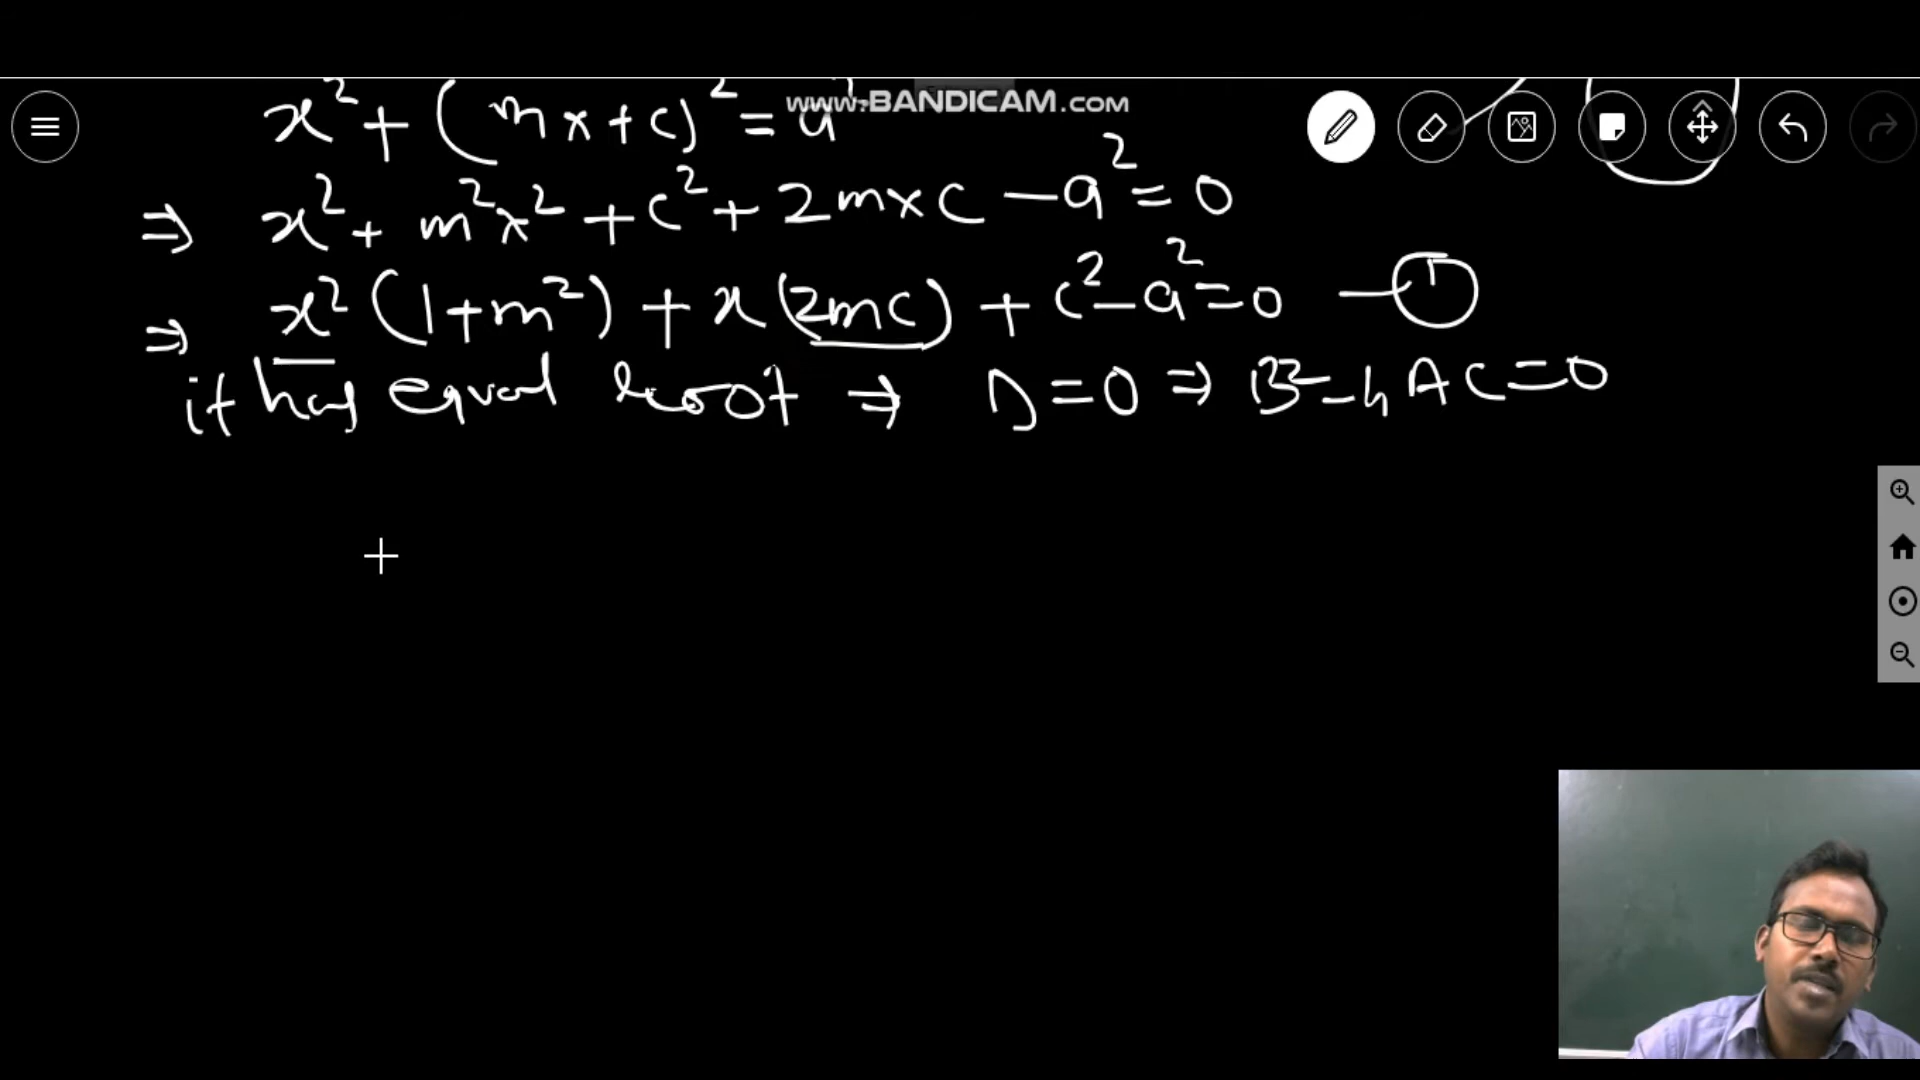 www.BANDICAM.com
x² + (mx+c)² = a²
⇒ x² + m²x² + c² + 2mxc - a² = 0
⇒ x² (1+m²) + x (2mc) + c² - a² = 0 — ①
it has equal root ⇒ D = 0 ⇒ B² - 4AC = 0